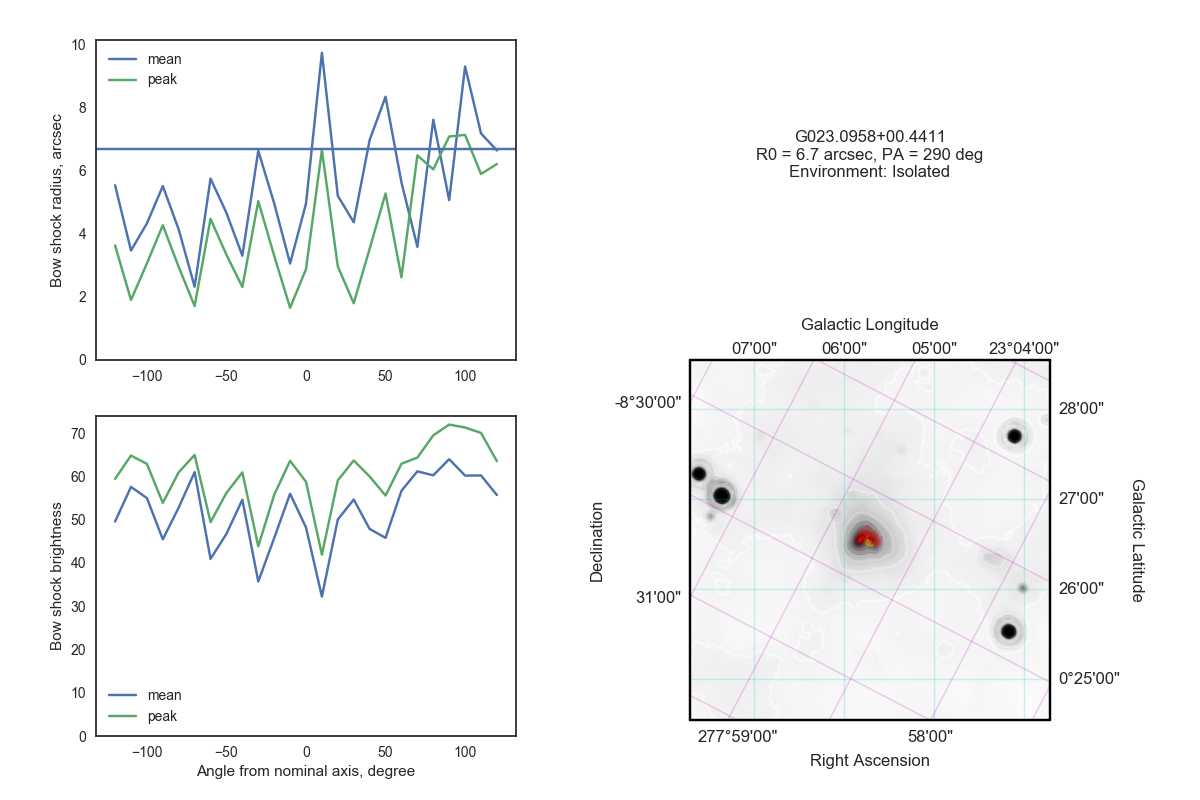 10
8
6
4
2
0
Bow shock radius, arcsec
mean
peak
−100
−50
0
50
100
70
60
50
40
30
20
10
0
Bow shock brightness
mean
peak
−100
−50
0
50
100
Angle from nominal axis, degree
G023.0958+00.4411
R0 = 6.7 arcsec, PA = 290 deg
Environment: Isolated
Galactic Longitude
07'00" 06'00" 05'00" 23°04'00"
-8°30'00"
31'00"
Declination
28'00"
27'00"
26'00"
0°25'00"
Galactic Latitude
277°59'00" 58'00"
Right Ascension